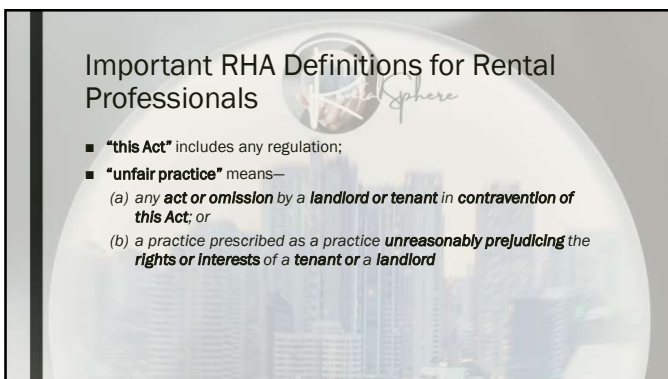 Important RHA Definitions for Rental
Professionals
■ “this Act” includes any regulation;
■ “unfair practice” means—
(a) any act or omission by a landlord or tenant in contravention of
this Act; or
(b) a practice prescribed as a practice unreasonably prejudicing the
rights or interests of a tenant or a landlord